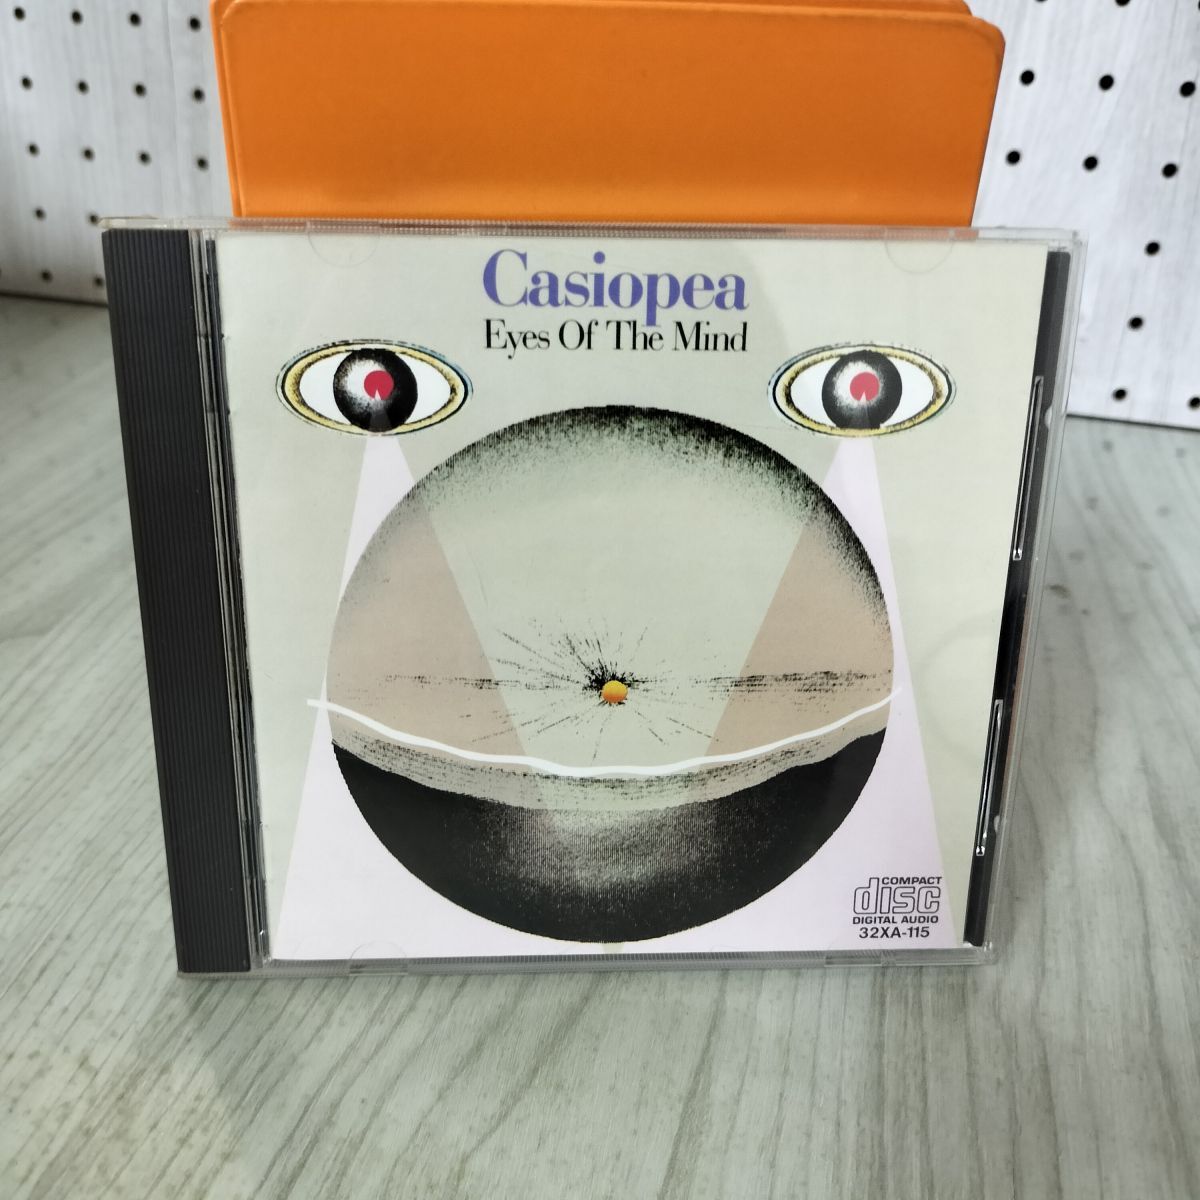 Casiopea
Eyes Of The Mind
COMPACT
disc
DIGITAL AUDIO
32XA-115